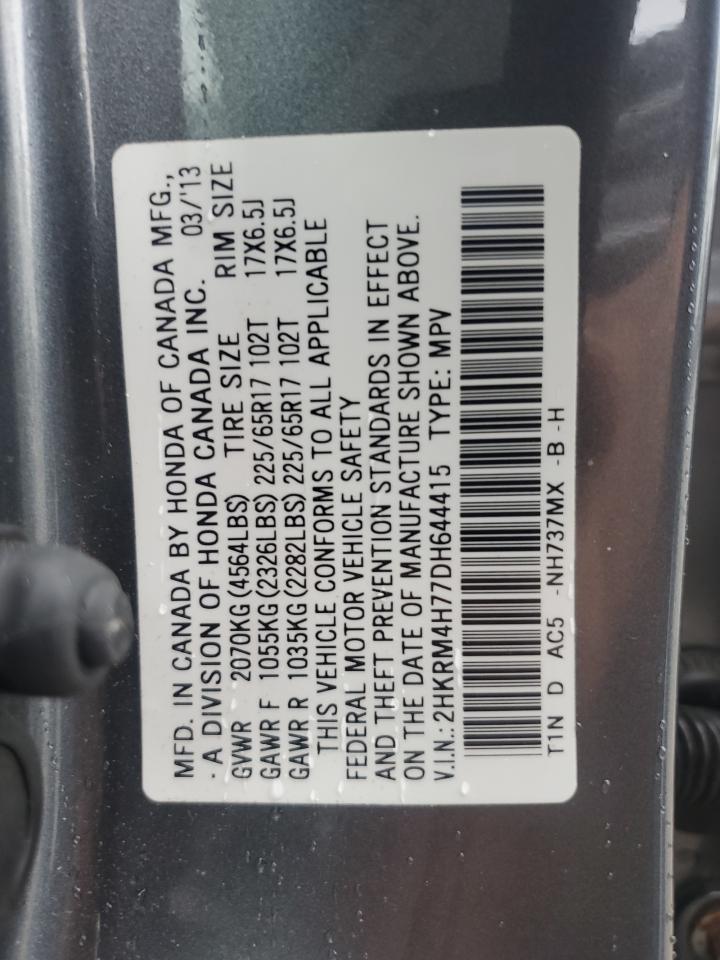 MFD. IN CANADA BY HONDA OF CANADA MFG.,
- A DIVISION OF HONDA CANADA INC. 03/'13
GVWR 2070KG (4564LBS) TIRE SIZE RIM SIZE
GAWR F 1055KG (2326LBS) 225/65R17 102T 17X6.5J
GAWR R 1035KG (2282LBS) 225/65R17 102T 17X6.5J
THIS VEHICLE CONFORMS TO ALL APPLICABLE
FEDERAL MOTOR VEHICLE SAFETY
AND THEFT PREVENTION STANDARDS IN EFFECT
ON THE DATE OF MANUFACTURE SHOWN ABOVE.
V.I.N.: 2HKRM4H77DH644415 TYPE: MPV
T1N D AC5 -NH737MX -B -H